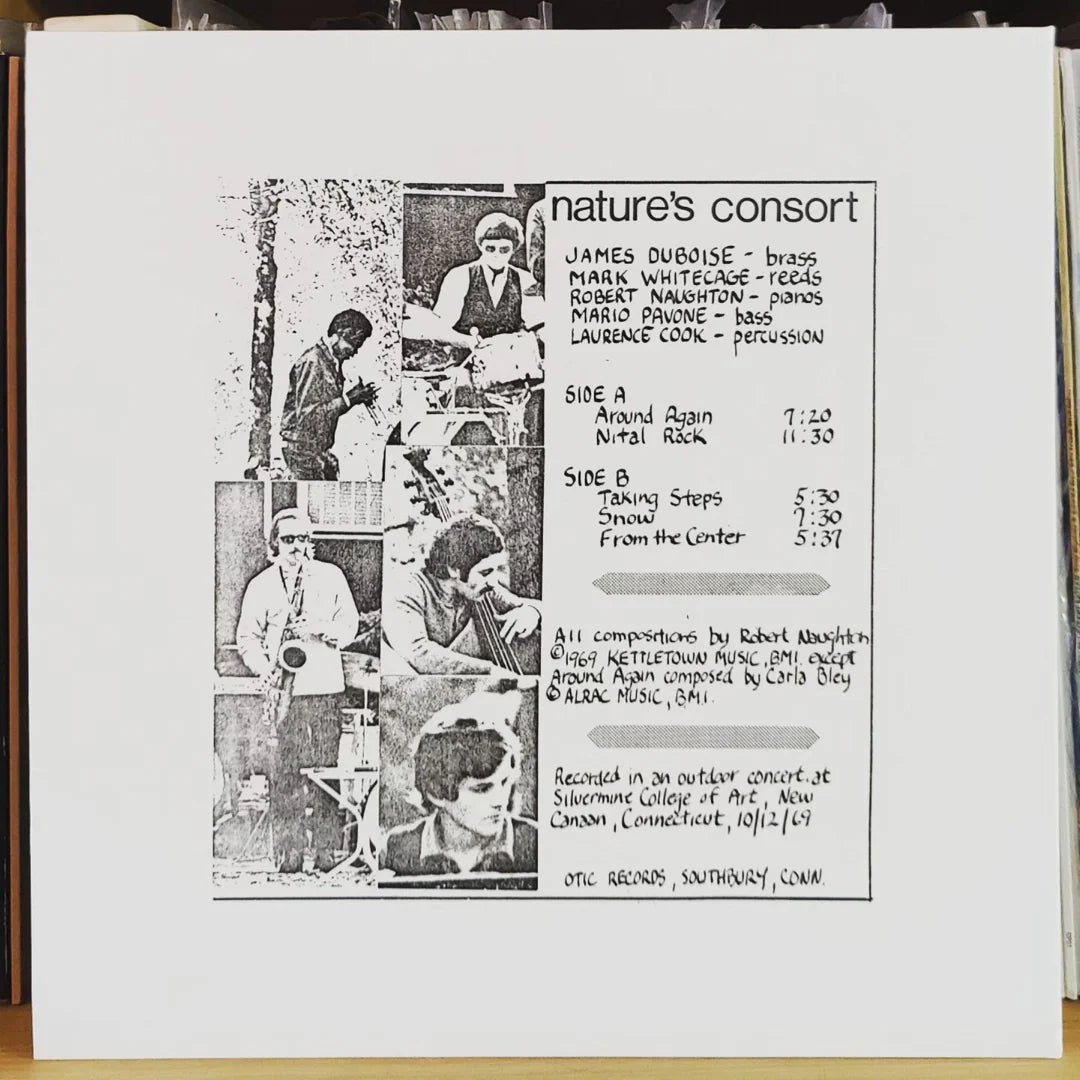 nature's consort
JAMES DUBOISE - brass
MARK WHITECAGE - reeds
ROBERT NAUGHTON - pianos
MARIO PAVONE - bass
LAURENCE COOK - percussion
SIDE A
Around Again 7:20
Nital Rock 11:30
SIDE B
Taking Steps 5:30
Snow 7:30
From the Center 5:37
All compositions by Robert Naughton
©1969 KETTLETOWN MUSIC, BMI. except
Around Again composed by Carla Bley
© ALRAC MUSIC, BMI.
Recorded in an outdoor concert at
Silvermine College of Art, New
Canaan, Connecticut, 10/12/69
OTIC RECORDS, SOUTHBURY, CONN.